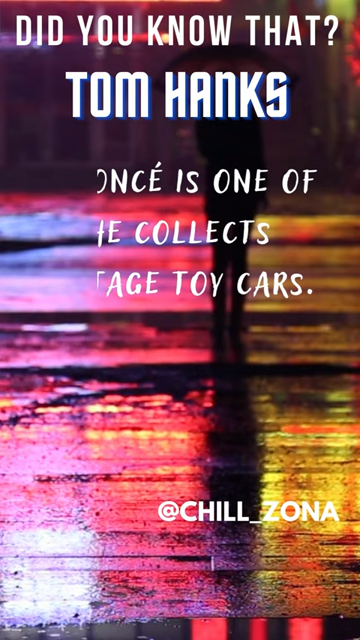 DID YOU KNOW THAT?
TOM HANKS
IS ONE OF
COLLECTS
TOY CARS.
@CHILL_ZONA